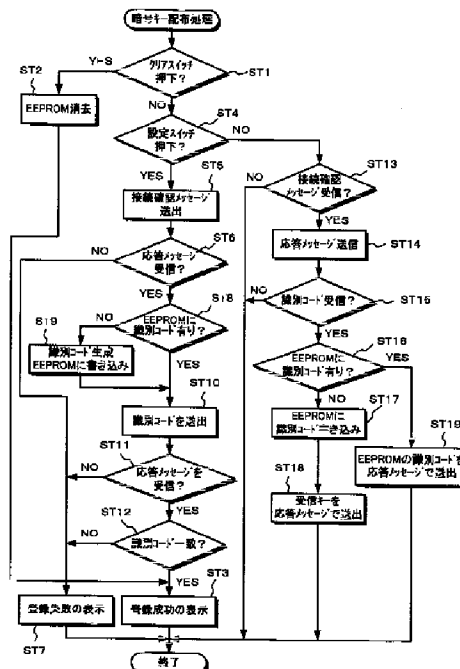 暗号キー配布処理
クリアスイッチ
押下?
ST1
YES
ST2
EEPROM消去
NO
ST4
設定スイッチ
押下?
NO
YES
ST5
接続確認メッセージ
送出
ST13
接続確認
メッセージ受信?
NO
YES
ST6
応答メッセージ
受信?
NO
YES
ST14
応答メッセージ送信
ST8
EEPROMに
識別コード有り?
NO
YES
ST9
識別コード生成
EEPROMに書き込み
ST15
識別コード受信?
NO
YES
ST10
識別コードを送出
ST16
EEPROMに
識別コード有り?
YES
NO
ST17
EEPROMに
識別コード書き込み
ST11
応答メッセージを
受信?
NO
YES
ST19
EEPROMの識別コードを
応答メッセージで送出
ST18
受信キーを
応答メッセージで送出
ST12
識別コード一致?
NO
YES
ST3
登録失敗の表示
登録成功の表示
ST7
終了